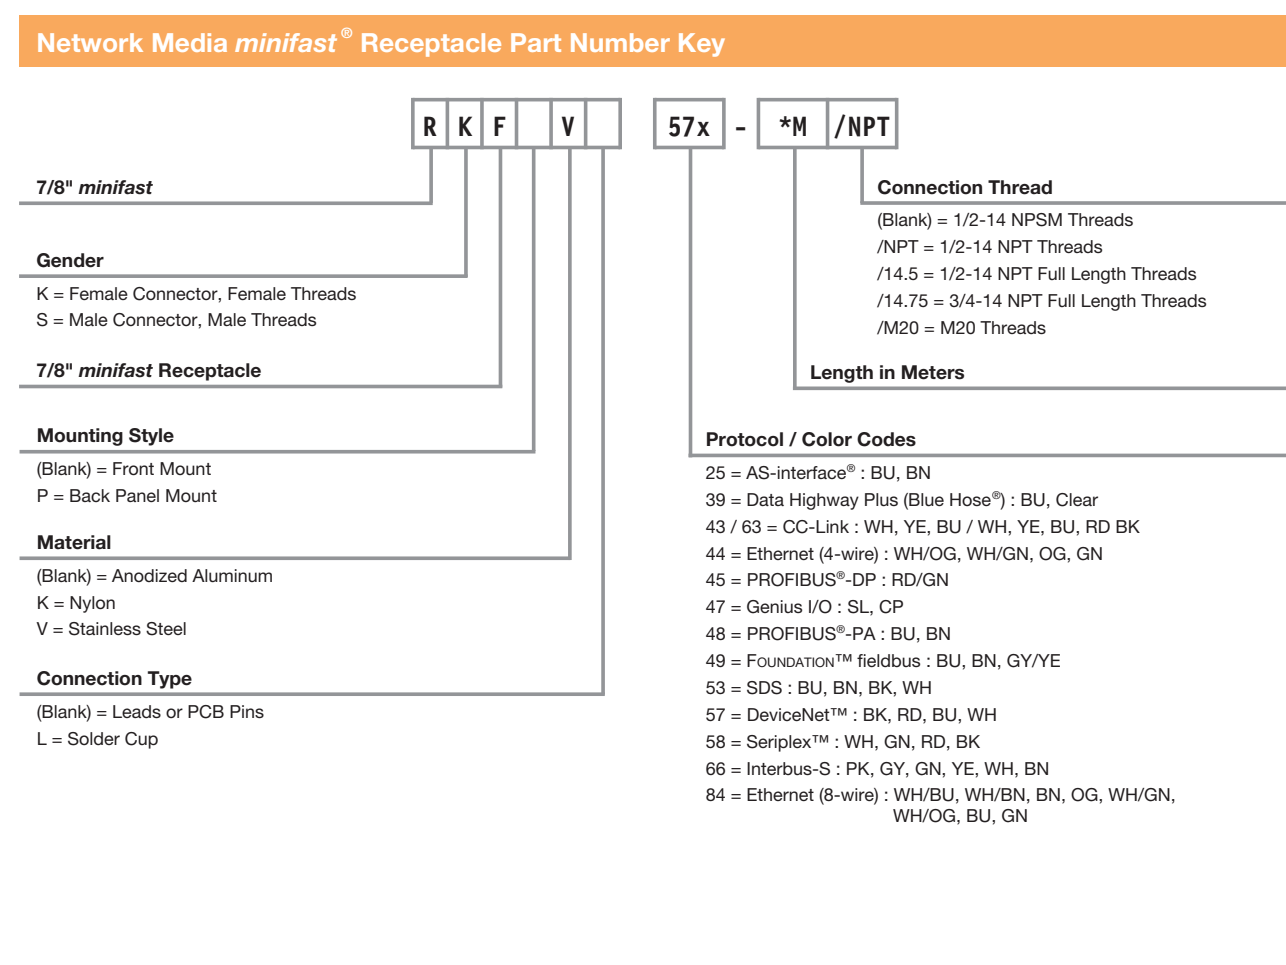 Network Media minifast® Receptacle Part Number Key
R K F V 57x - *M /NPT
7/8" minifast
Gender
K = Female Connector, Female Threads
S = Male Connector, Male Threads
7/8" minifast Receptacle
Mounting Style
(Blank) = Front Mount
P = Back Panel Mount
Material
(Blank) = Anodized Aluminum
K = Nylon
V = Stainless Steel
Connection Type
(Blank) = Leads or PCB Pins
L = Solder Cup
Connection Thread
(Blank) = 1/2-14 NPSM Threads
/NPT = 1/2-14 NPT Threads
/14.5 = 1/2-14 NPT Full Length Threads
/14.75 = 3/4-14 NPT Full Length Threads
/M20 = M20 Threads
Length in Meters
Protocol / Color Codes
25 = AS-interface® : BU, BN
39 = Data Highway Plus (Blue Hose®) : BU, Clear
43 / 63 = CC-Link : WH, YE, BU / WH, YE, BU, RD BK
44 = Ethernet (4-wire) : WH/OG, WH/GN, OG, GN
45 = PROFIBUS®-DP : RD/GN
47 = Genius I/O : SL, CP
48 = PROFIBUS®-PA : BU, BN
49 = FOUNDATION™ fieldbus : BU, BN, GY/YE
53 = SDS : BU, BN, BK, WH
57 = DeviceNet™ : BK, RD, BU, WH
58 = Seriplex™ : WH, GN, RD, BK
66 = Interbus-S : PK, GY, GN, YE, WH, BN
84 = Ethernet (8-wire) : WH/BU, WH/BN, BN, OG, WH/GN,
WH/OG, BU, GN